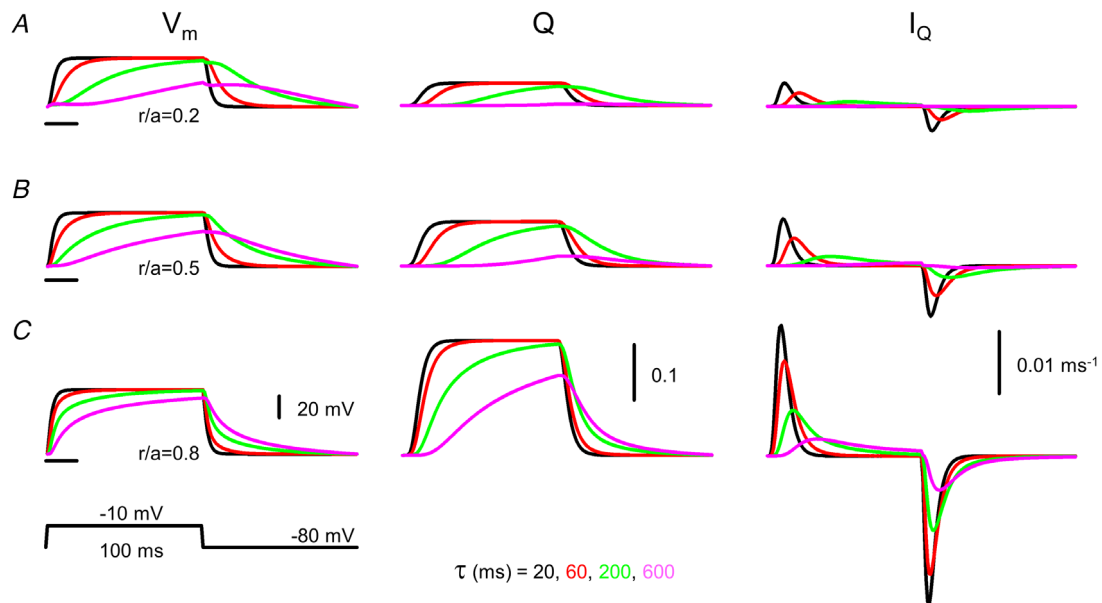 A
V_m
Q
I_Q
r/a=0.2
B
r/a=0.5
C
0.1
0.01 ms⁻¹
20 mV
r/a=0.8
-10 mV
100 ms
-80 mV
τ (ms) = 20, 60, 200, 600